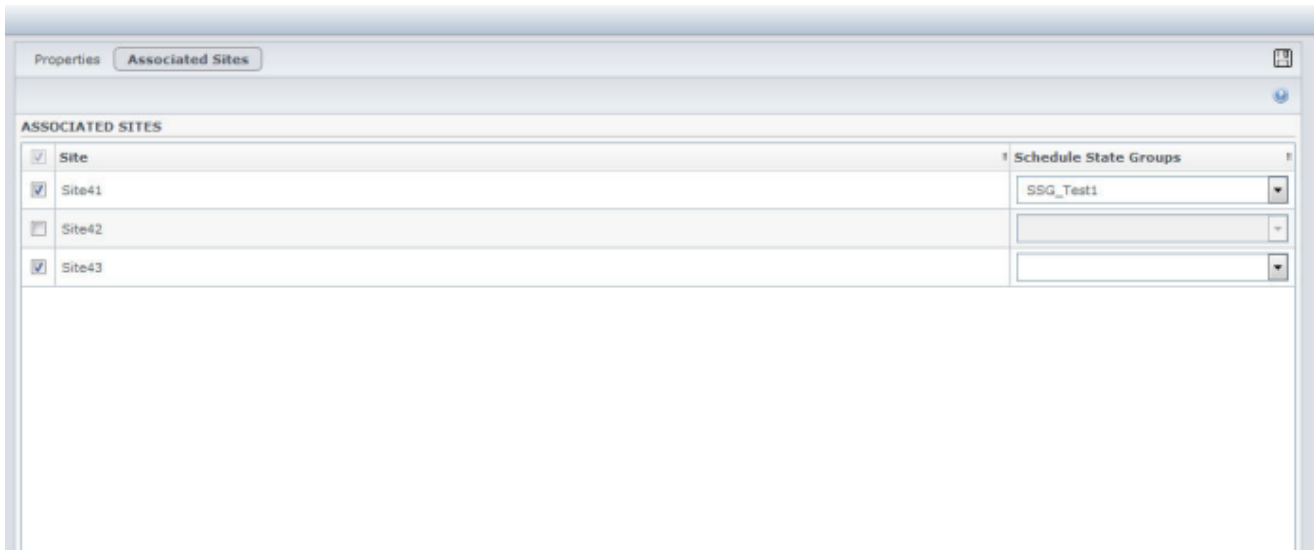 Properties Associated Sites
ASSOCIATED SITES
Site Schedule State Groups
Site41 SSG_Test1
Site42
Site43